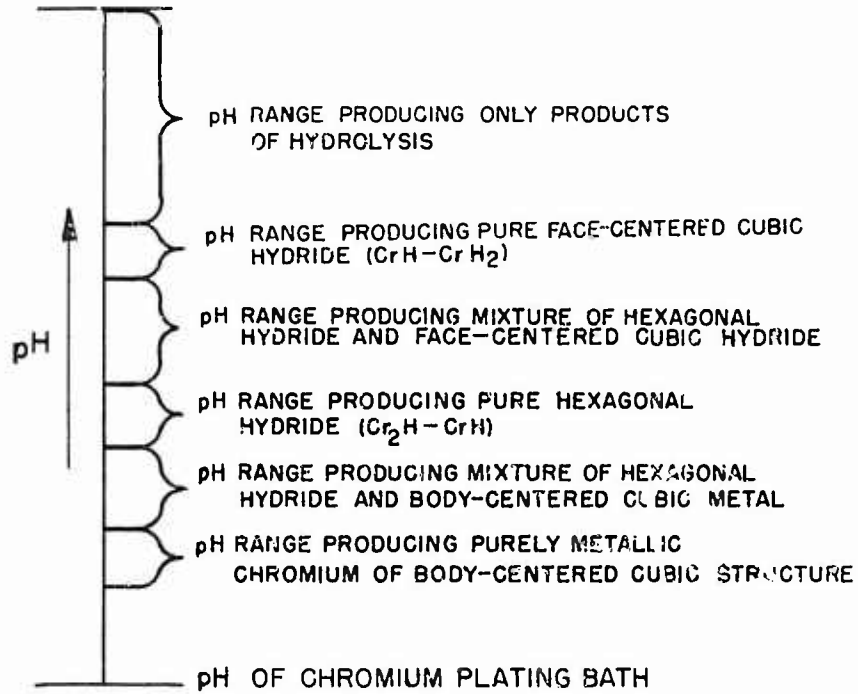 pH RANGE PRODUCING ONLY PRODUCTS
OF HYDROLYSIS
pH RANGE PRODUCING PURE FACE-CENTERED CUBIC
HYDRIDE (CrH-CrH₂)
pH RANGE PRODUCING MIXTURE OF HEXAGONAL
HYDRIDE AND FACE-CENTERED CUBIC HYDRIDE
pH
pH RANGE PRODUCING PURE HEXAGONAL
HYDRIDE (Cr₂H-CrH)
pH RANGE PRODUCING MIXTURE OF HEXAGONAL
HYDRIDE AND BODY-CENTERED CUBIC METAL
pH RANGE PRODUCING PURELY METALLIC
CHROMIUM OF BODY-CENTERED CUBIC STRUCTURE
pH OF CHROMIUM PLATING BATH